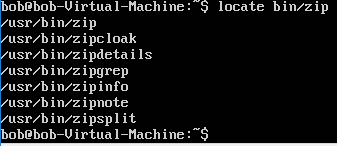 bob@bob-Virtual-Machine:~$ locate bin/zip
/usr/bin/zip
/usr/bin/zipcloak
/usr/bin/zipdetails
/usr/bin/zipgrep
/usr/bin/zipinfo
/usr/bin/zipnote
/usr/bin/zipsplit
bob@bob-Virtual-Machine:~$